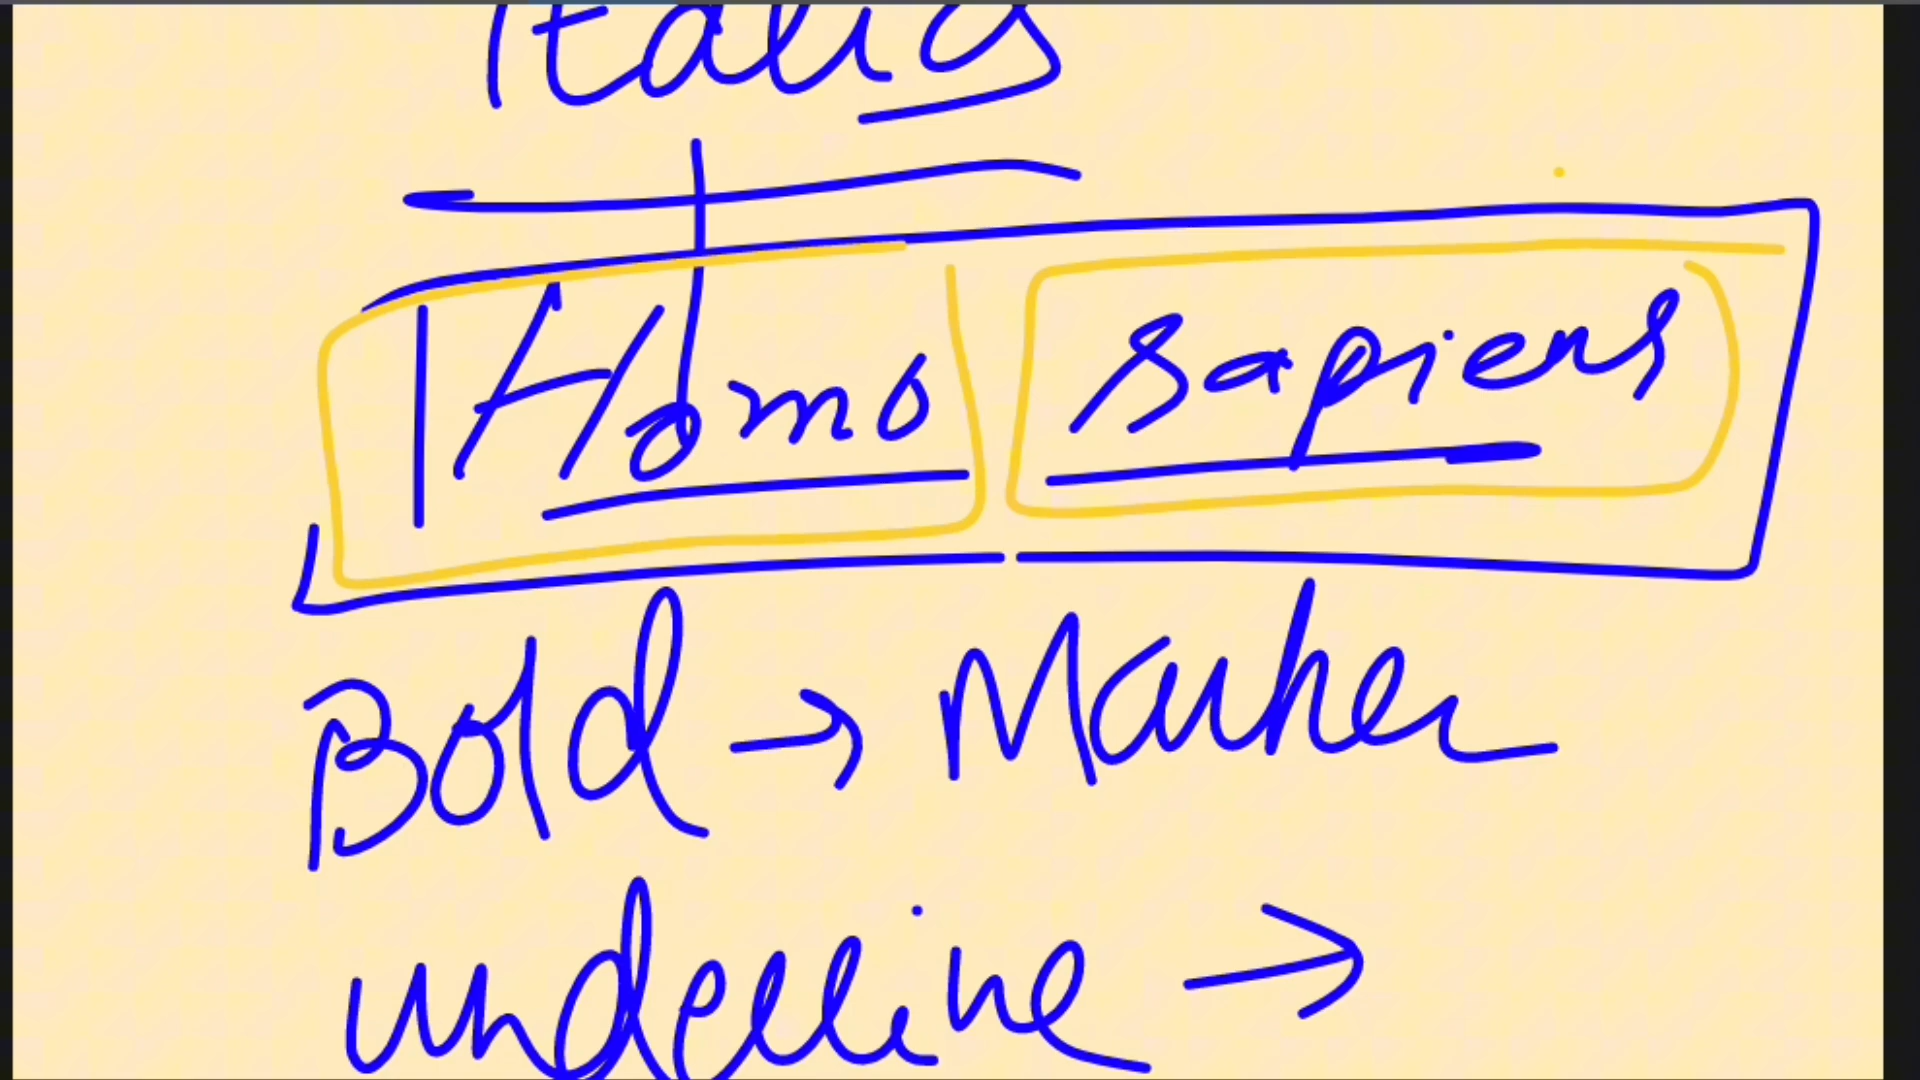 Italics
Homo sapiens
Bold → Marker
underline →